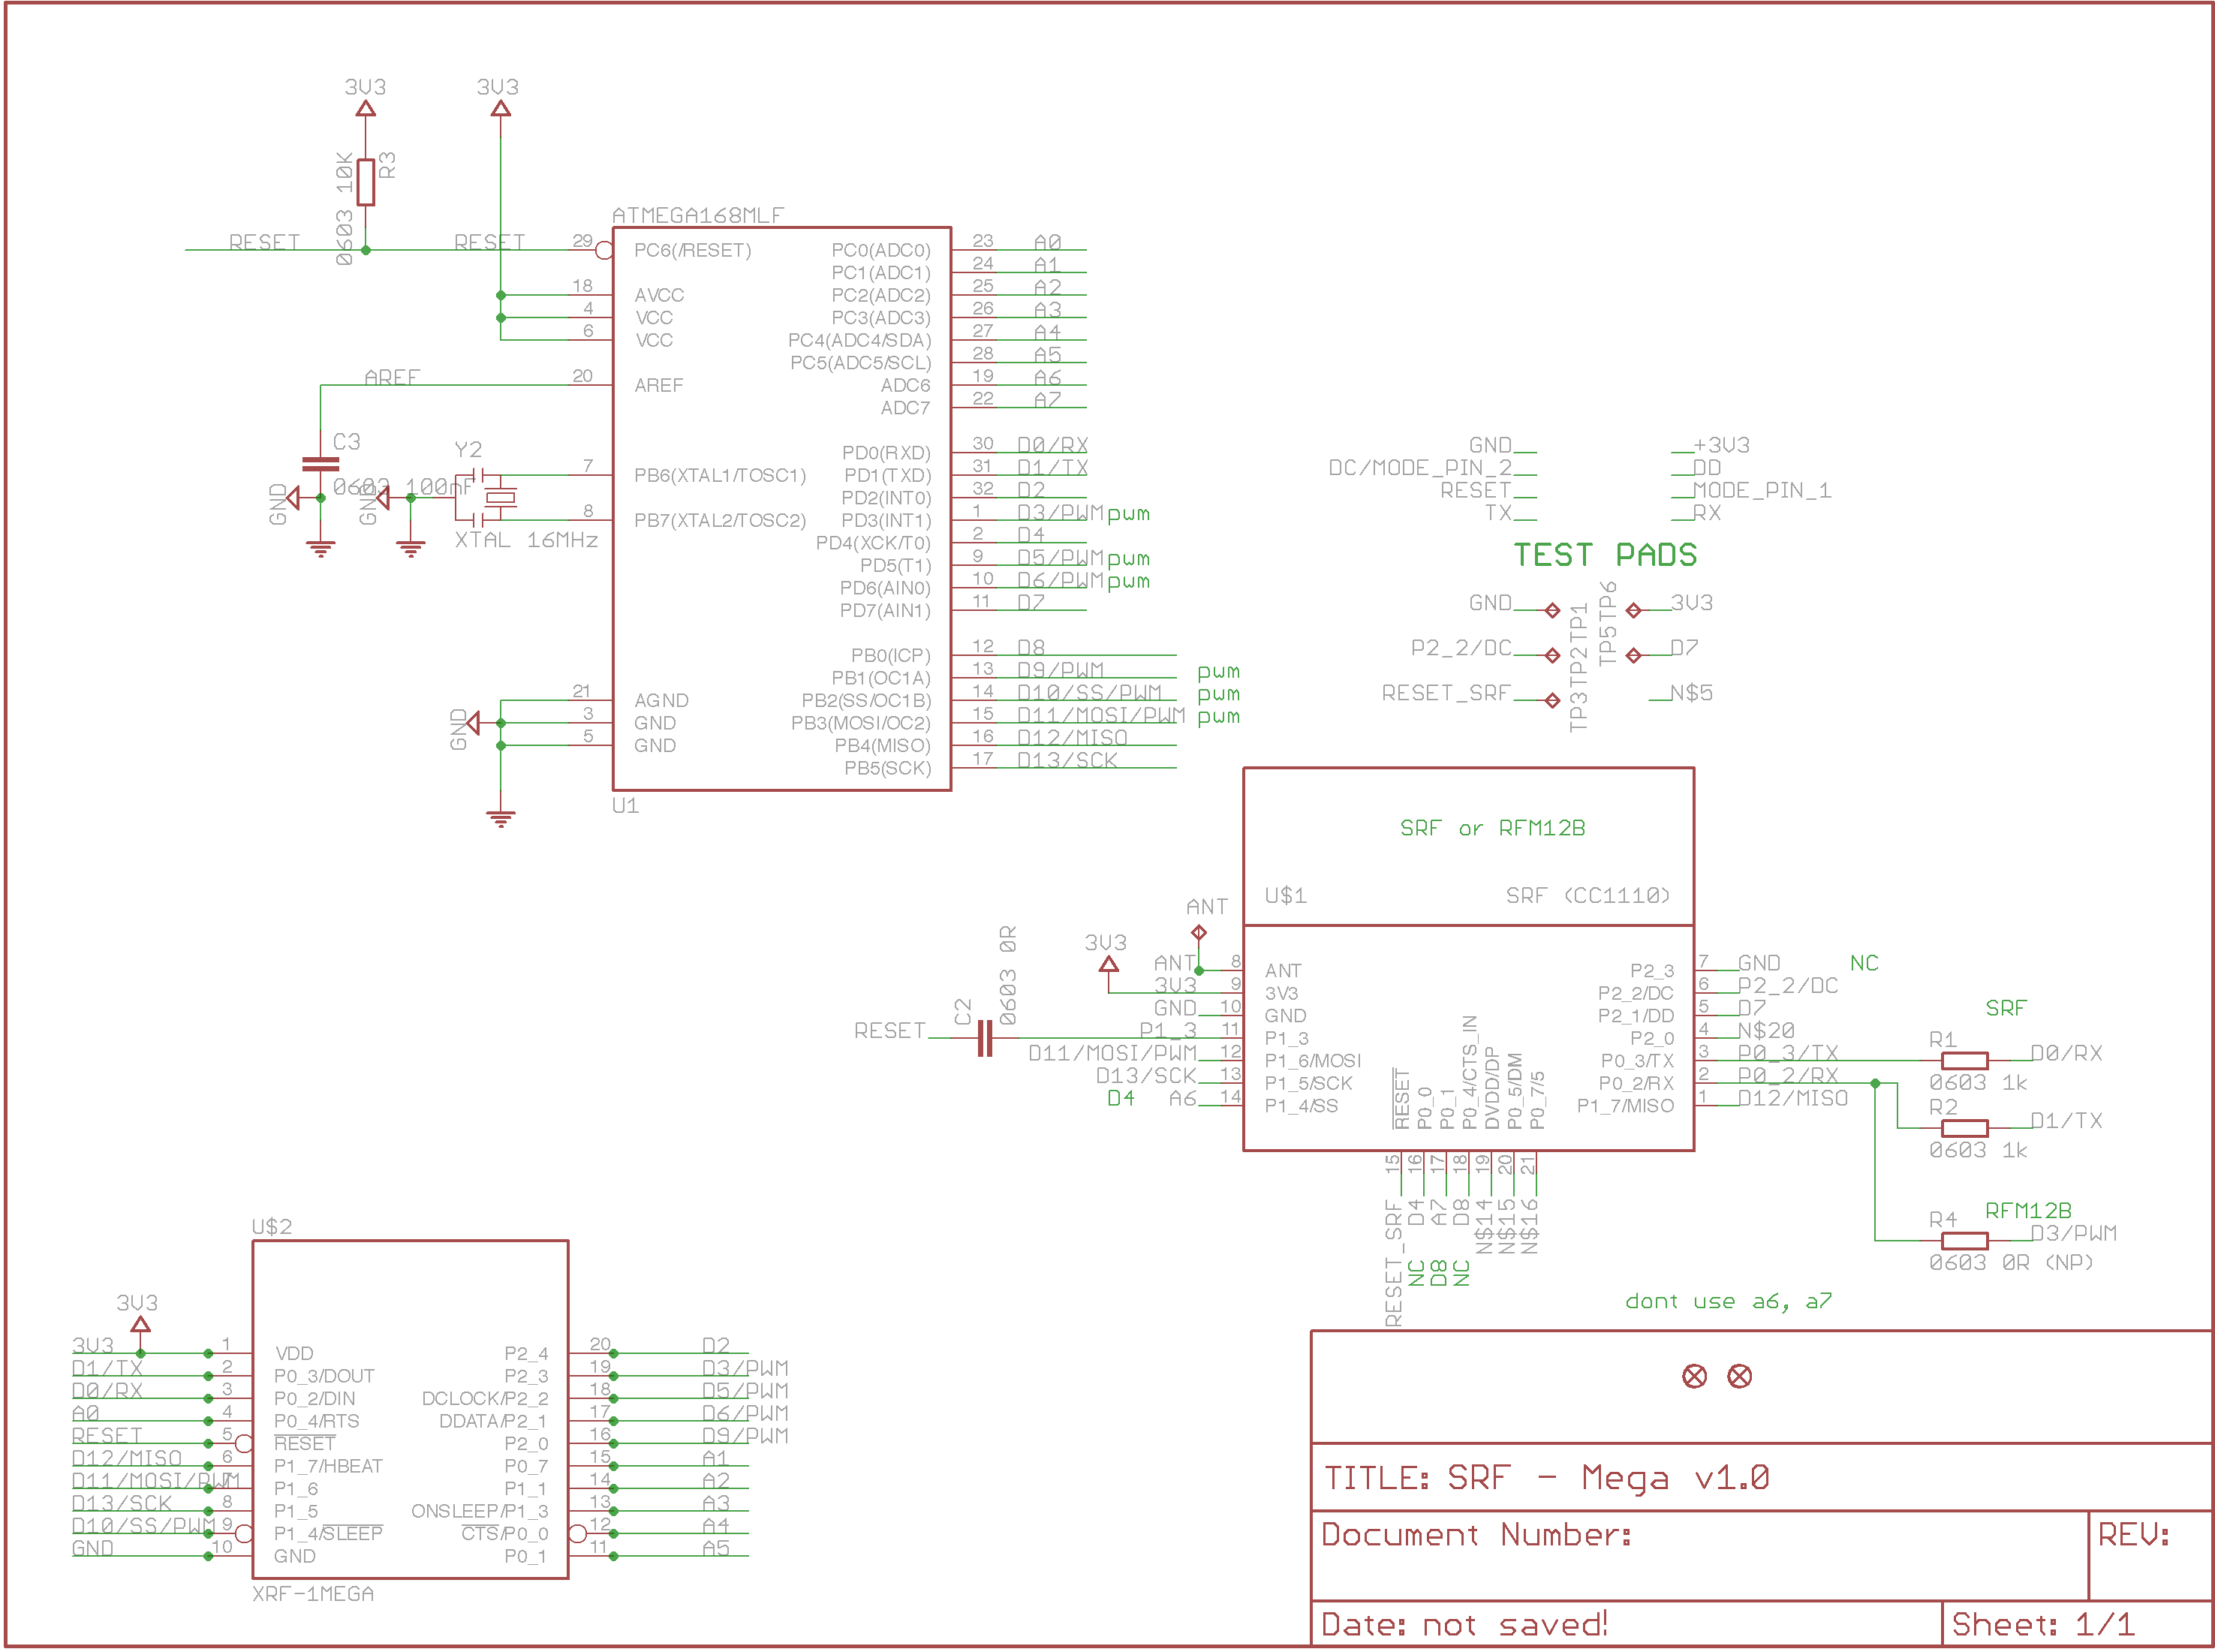 3V3
3V3
0603 10K
R3
RESET
RESET
ATMEGA168MLF
29 PC6(/RESET)
18 AVCC
4 VCC
6 VCC
20 AREF
AREF
7 PB6(XTAL1/TOSC1)
8 PB7(XTAL2/TOSC2)
21 AGND
3 GND
5 GND
PC0(ADC0) 23 A0
PC1(ADC1) 24 A1
PC2(ADC2) 25 A2
PC3(ADC3) 26 A3
PC4(ADC4/SDA) 27 A4
PC5(ADC5/SCL) 28 A5
ADC6 19 A6
ADC7 22 A7
PD0(RXD) 30 D0/RX
PD1(TXD) 31 D1/TX
PD2(INT0) 32 D2
PD3(INT1) 1 D3/PWM pwm
PD4(XCK/T0) 2 D4
PD5(T1) 9 D5/PWM pwm
PD6(AIN0) 10 D6/PWM pwm
PD7(AIN1) 11 D7
PB0(ICP) 12 D8
PB1(OC1A) 13 D9/PWM pwm
PB2(SS/OC1B) 14 D10/SS/PWM pwm
PB3(MOSI/OC2) 15 D11/MOSI/PWM pwm
PB4(MISO) 16 D12/MISO
PB5(SCK) 17 D13/SCK
U1
C3
0603 100nF
GND
GND
Y2
XTAL 16MHz
GND
GND +3V3
DC/MODE_PIN_2 DD
RESET MODE_PIN_1
TX RX
TEST PADS
GND TP1 TP6 3V3
P2_2/DC TP2 TP5 D7
RESET_SRF TP3 N$5
SRF or RFM12B
U$1 SRF (CC1110)
ANT
3V3
ANT 8 ANT
3V3 9 3V3
GND 10 GND
P1_3 11 P1_3
D11/MOSI/PWM 12 P1_6/MOSI
D13/SCK 13 P1_5/SCK
D4 A6 14 P1_4/SS
RESET
C2
0603 0R
P2_3 7 GND NC
P2_2/DC 6 P2_2/DC
P2_1/DD 5 D7
P2_0 4 N$20
P0_3/TX 3 P0_3/TX
P0_2/RX 2 P0_2/RX
P1_7/MISO 1 D12/MISO
RESET 15 RESET_SRF
P0_0 16 D4 NC
P0_1 17 A7 D8
P0_4/CTS_IN 18 D8 NC
DVDD/DP 19 N$14
P0_5/DM 20 N$15
P0_7/5 21 N$16
SRF
R1 D0/RX
0603 1k
R2 D1/TX
0603 1k
RFM12B
R4 D3/PWM
0603 0R (NP)
dont use a6, a7
U$2
3V3
3V3 1 VDD
D1/TX 2 P0_3/DOUT
D0/RX 3 P0_2/DIN
A0 4 P0_4/RTS
RESET 5 RESET
D12/MISO 6 P1_7/HBEAT
D11/MOSI/PWM P1_6
D13/SCK 8 P1_5
D10/SS/PWM 9 P1_4/SLEEP
GND 10 GND
P2_4 20 D2
P2_3 19 D3/PWM
DCLOCK/P2_2 18 D5/PWM
DDATA/P2_1 17 D6/PWM
P2_0 16 D9/PWM
P0_7 15 A1
P1_1 14 A2
ONSLEEP/P1_3 13 A3
CTS/P0_0 12 A4
P0_1 11 A5
XRF-1MEGA
TITLE: SRF - Mega v1.0
Document Number:
REV:
Date: not saved!
Sheet: 1/1